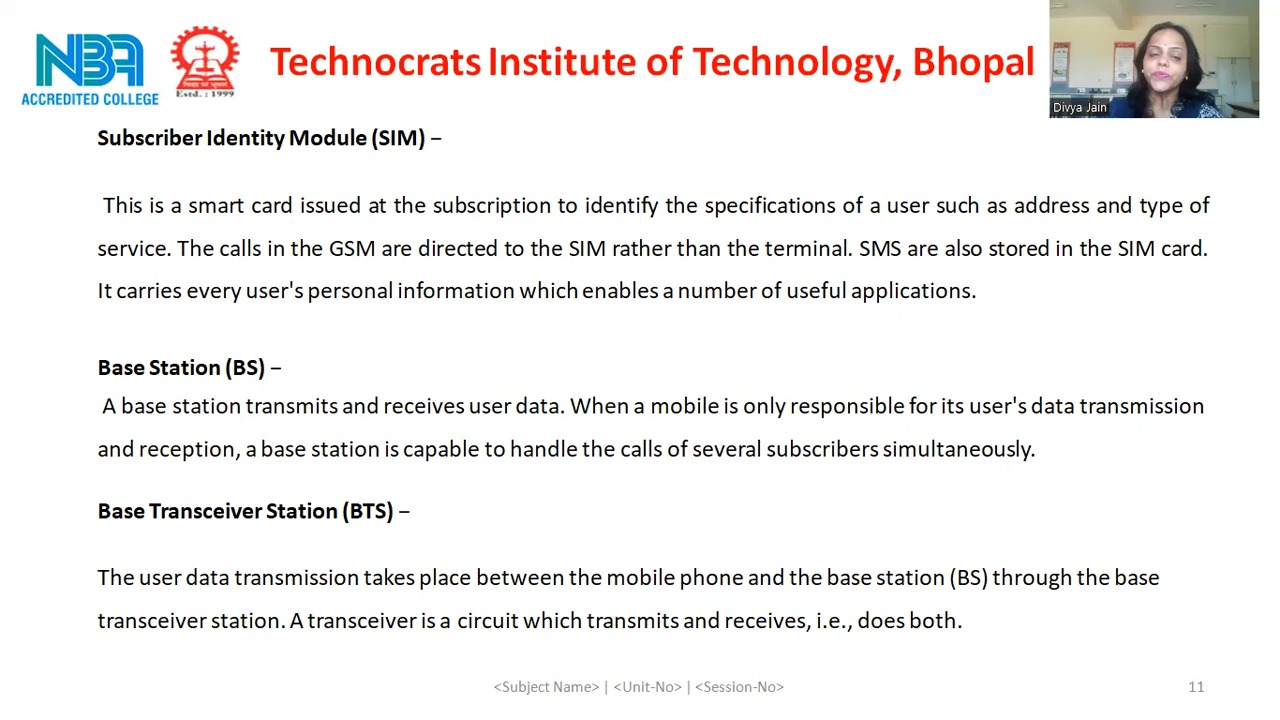 NBA
ACCREDITED COLLEGE
Estd. : 1999
Technocrats Institute of Technology, Bhopal
Divya Jain
Subscriber Identity Module (SIM) −
This is a smart card issued at the subscription to identify the specifications of a user such as address and type of
service. The calls in the GSM are directed to the SIM rather than the terminal. SMS are also stored in the SIM card.
It carries every user's personal information which enables a number of useful applications.
Base Station (BS) −
A base station transmits and receives user data. When a mobile is only responsible for its user's data transmission
and reception, a base station is capable to handle the calls of several subscribers simultaneously.
Base Transceiver Station (BTS) −
The user data transmission takes place between the mobile phone and the base station (BS) through the base
transceiver station. A transceiver is a circuit which transmits and receives, i.e., does both.
<Subject Name> | <Unit-No> | <Session-No>
11